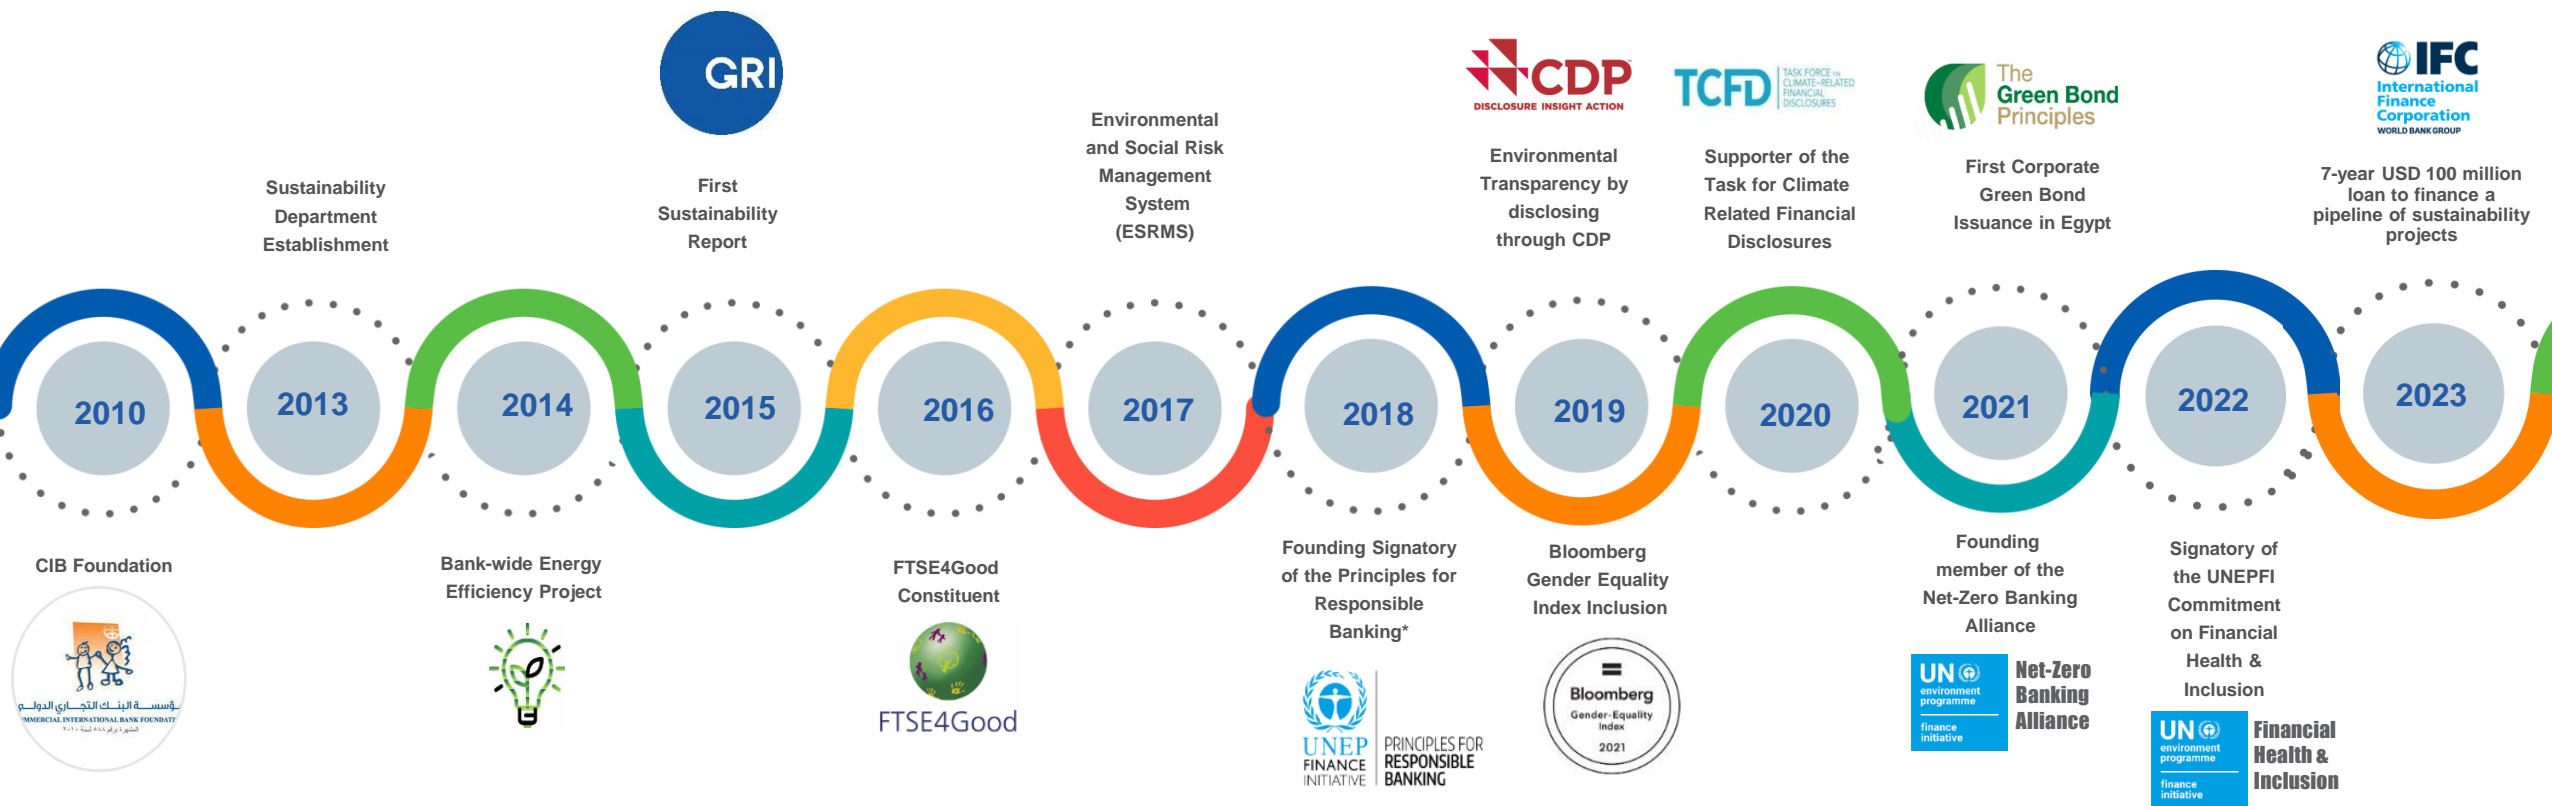 GRI
CDP
DISCLOSURE INSIGHT ACTION
TCFD
TASK FORCE ON
CLIMATE-RELATED
FINANCIAL
DISCLOSURES
The
Green Bond
Principles
IFC
International
Finance
Corporation
WORLD BANK GROUP
Sustainability
Department
Establishment
First
Sustainability
Report
Environmental
and Social Risk
Management
System
(ESRMS)
Environmental
Transparency by
disclosing
through CDP
Supporter of the
Task for Climate
Related Financial
Disclosures
First Corporate
Green Bond
Issuance in Egypt
7-year USD 100 million
loan to finance a
pipeline of sustainability
projects
2010
2013
2014
2015
2016
2017
2018
2019
2020
2021
2022
2023
CIB Foundation
ؤسسة البنك التجاري الدولي
MMERCIAL INTERNATIONAL BANK FOUNDATI
Bank-wide Energy
Efficiency Project
FTSE4Good
Constituent
FTSE4Good
Founding Signatory
of the Principles for
Responsible
Banking*
UNEP
FINANCE
INITIATIVE
PRINCIPLES FOR
RESPONSIBLE
BANKING
Bloomberg
Gender Equality
Index Inclusion
Bloomberg
Gender-Equality
Index
2021
Founding
member of the
Net-Zero Banking
Alliance
UN
environment
programme
finance
initiative
Net-Zero
Banking
Alliance
Signatory of
the UNEPFI
Commitment
on Financial
Health &
Inclusion
UN
environment
programme
finance
initiative
Financial
Health &
Inclusion